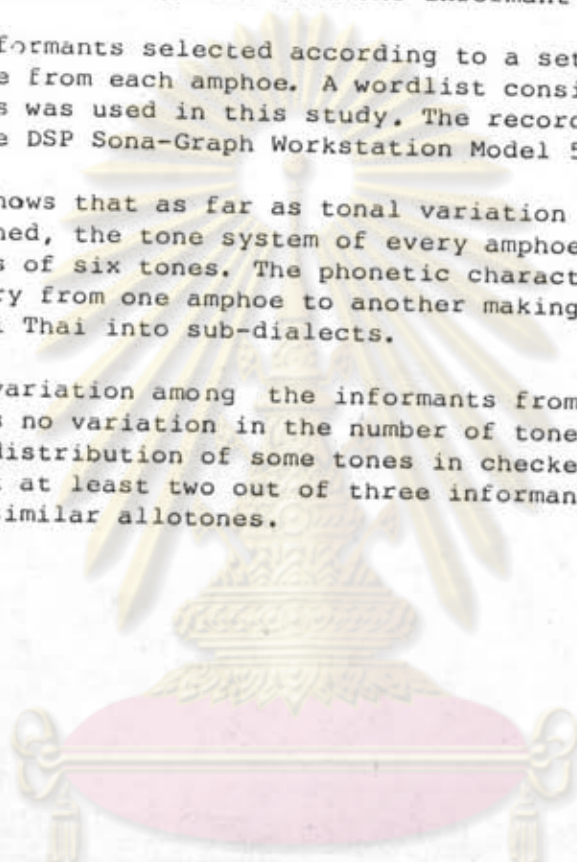 formants selected according to a set
e from each amphoe. A wordlist consi
s was used in this study. The record
e DSP Sona-Graph Workstation Model 5
hows that as far as tonal variation
ned, the tone system of every amphoe
s of six tones. The phonetic charact
ry from one amphoe to another making
l Thai into sub-dialects.
variation among the informants from
s no variation in the number of tone
distribution of some tones in checke
t at least two out of three informan
similar allotones.